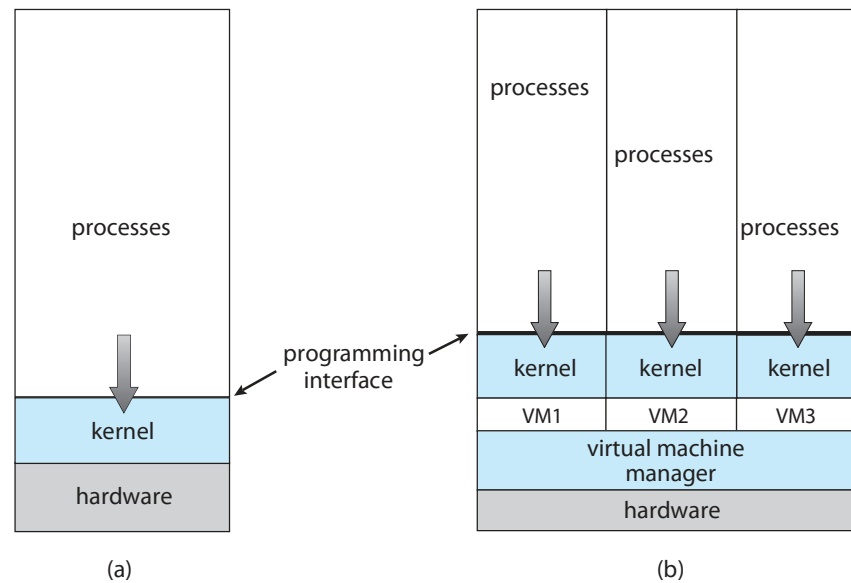 processes
kernel
hardware
(a)
programming
interface
processes
processes
processes
kernel
kernel
kernel
VM1
VM2
VM3
virtual machine
manager
hardware
(b)